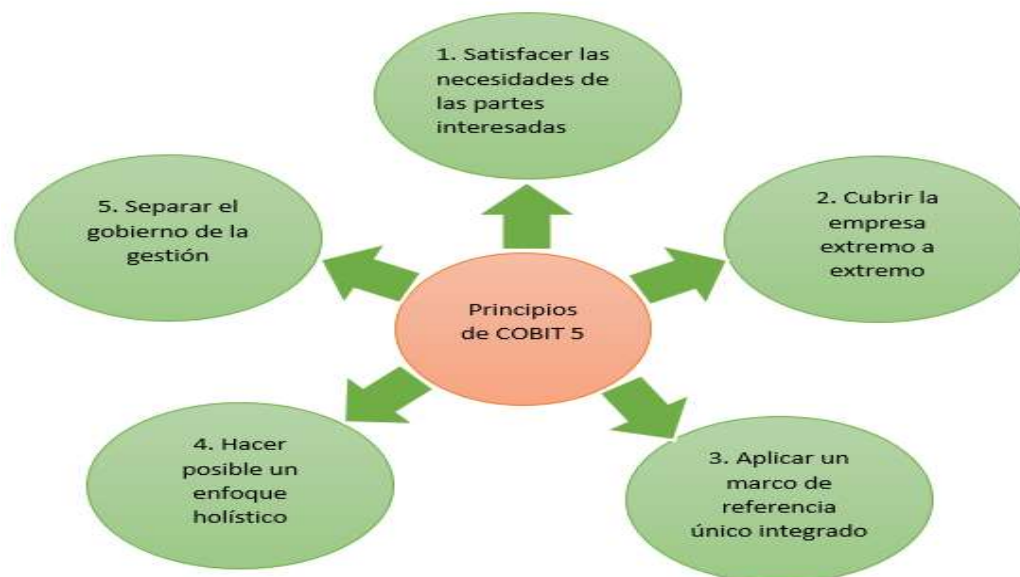 1. Satisfacer las
necesidades de
las partes
interesadas
2. Cubrir la
empresa
extremo a
extremo
3. Aplicar un
marco de
referencia
único integrado
4. Hacer
posible un
enfoque
holístico
5. Separar el
gobierno de la
gestión
Principios
de COBIT 5